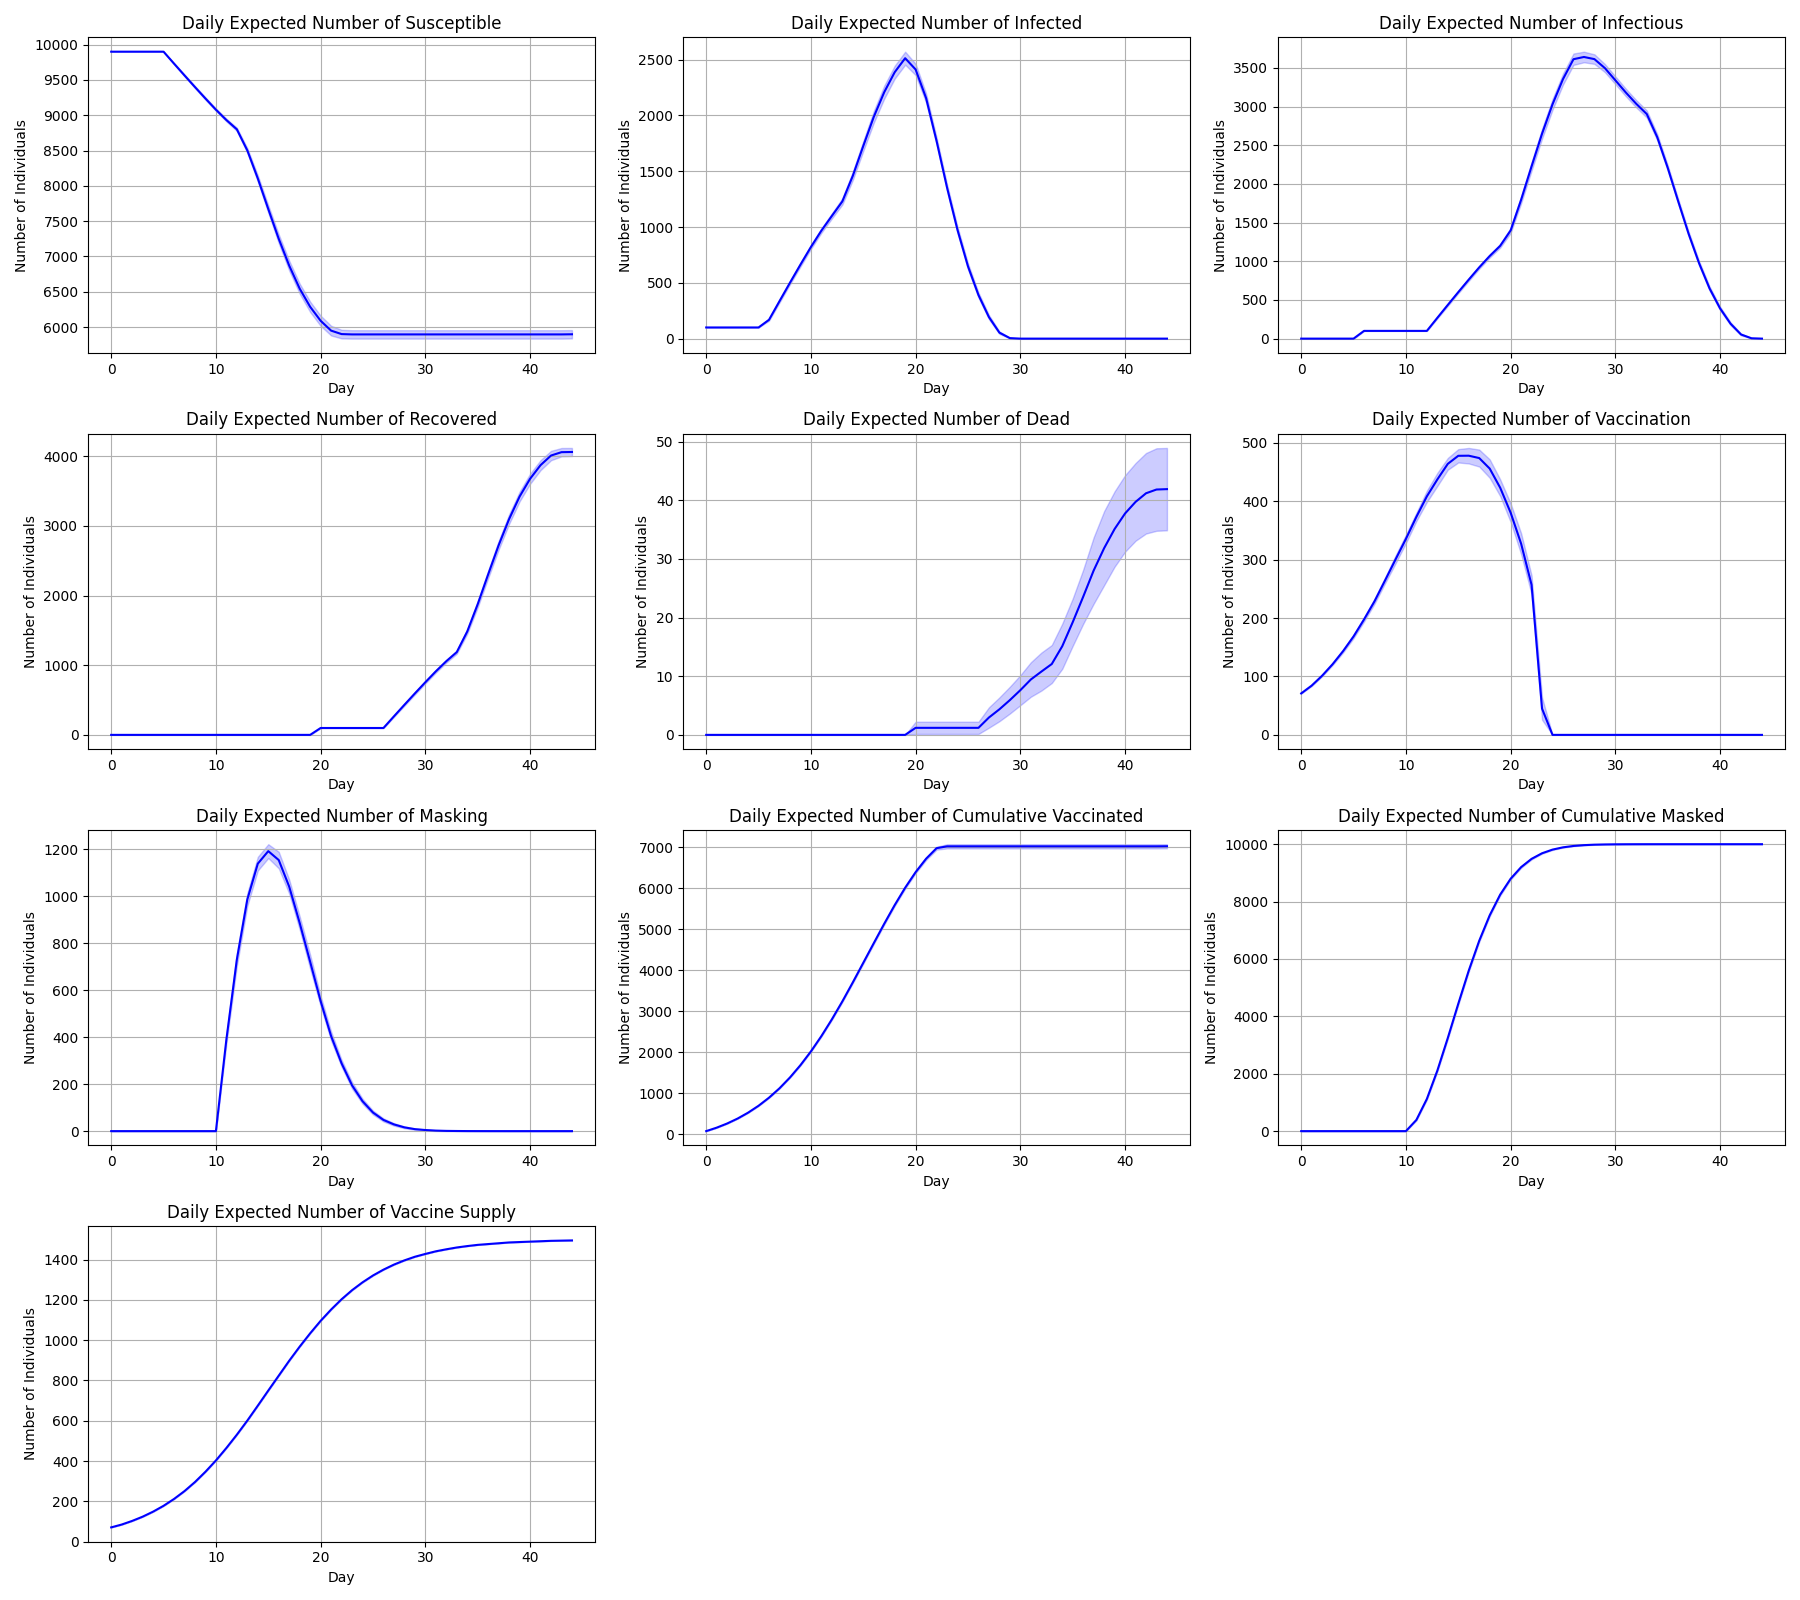 Daily Expected Number of Susceptible
Number of Individuals
10000
9500
9000
8500
8000
7500
7000
6500
6000
0 10 20 30 40
Day
Daily Expected Number of Infected
Number of Individuals
2500
2000
1500
1000
500
0
0 10 20 30 40
Day
Daily Expected Number of Infectious
Number of Individuals
3500
3000
2500
2000
1500
1000
500
0
0 10 20 30 40
Day
Daily Expected Number of Recovered
Number of Individuals
4000
3000
2000
1000
0
0 10 20 30 40
Day
Daily Expected Number of Dead
Number of Individuals
50
40
30
20
10
0
0 10 20 30 40
Day
Daily Expected Number of Vaccination
Number of Individuals
500
400
300
200
100
0
0 10 20 30 40
Day
Daily Expected Number of Masking
Number of Individuals
1200
1000
800
600
400
200
0
0 10 20 30 40
Day
Daily Expected Number of Cumulative Vaccinated
Number of Individuals
7000
6000
5000
4000
3000
2000
1000
0
0 10 20 30 40
Day
Daily Expected Number of Cumulative Masked
Number of Individuals
10000
8000
6000
4000
2000
0
0 10 20 30 40
Day
Daily Expected Number of Vaccine Supply
Number of Individuals
1400
1200
1000
800
600
400
200
0
0 10 20 30 40
Day